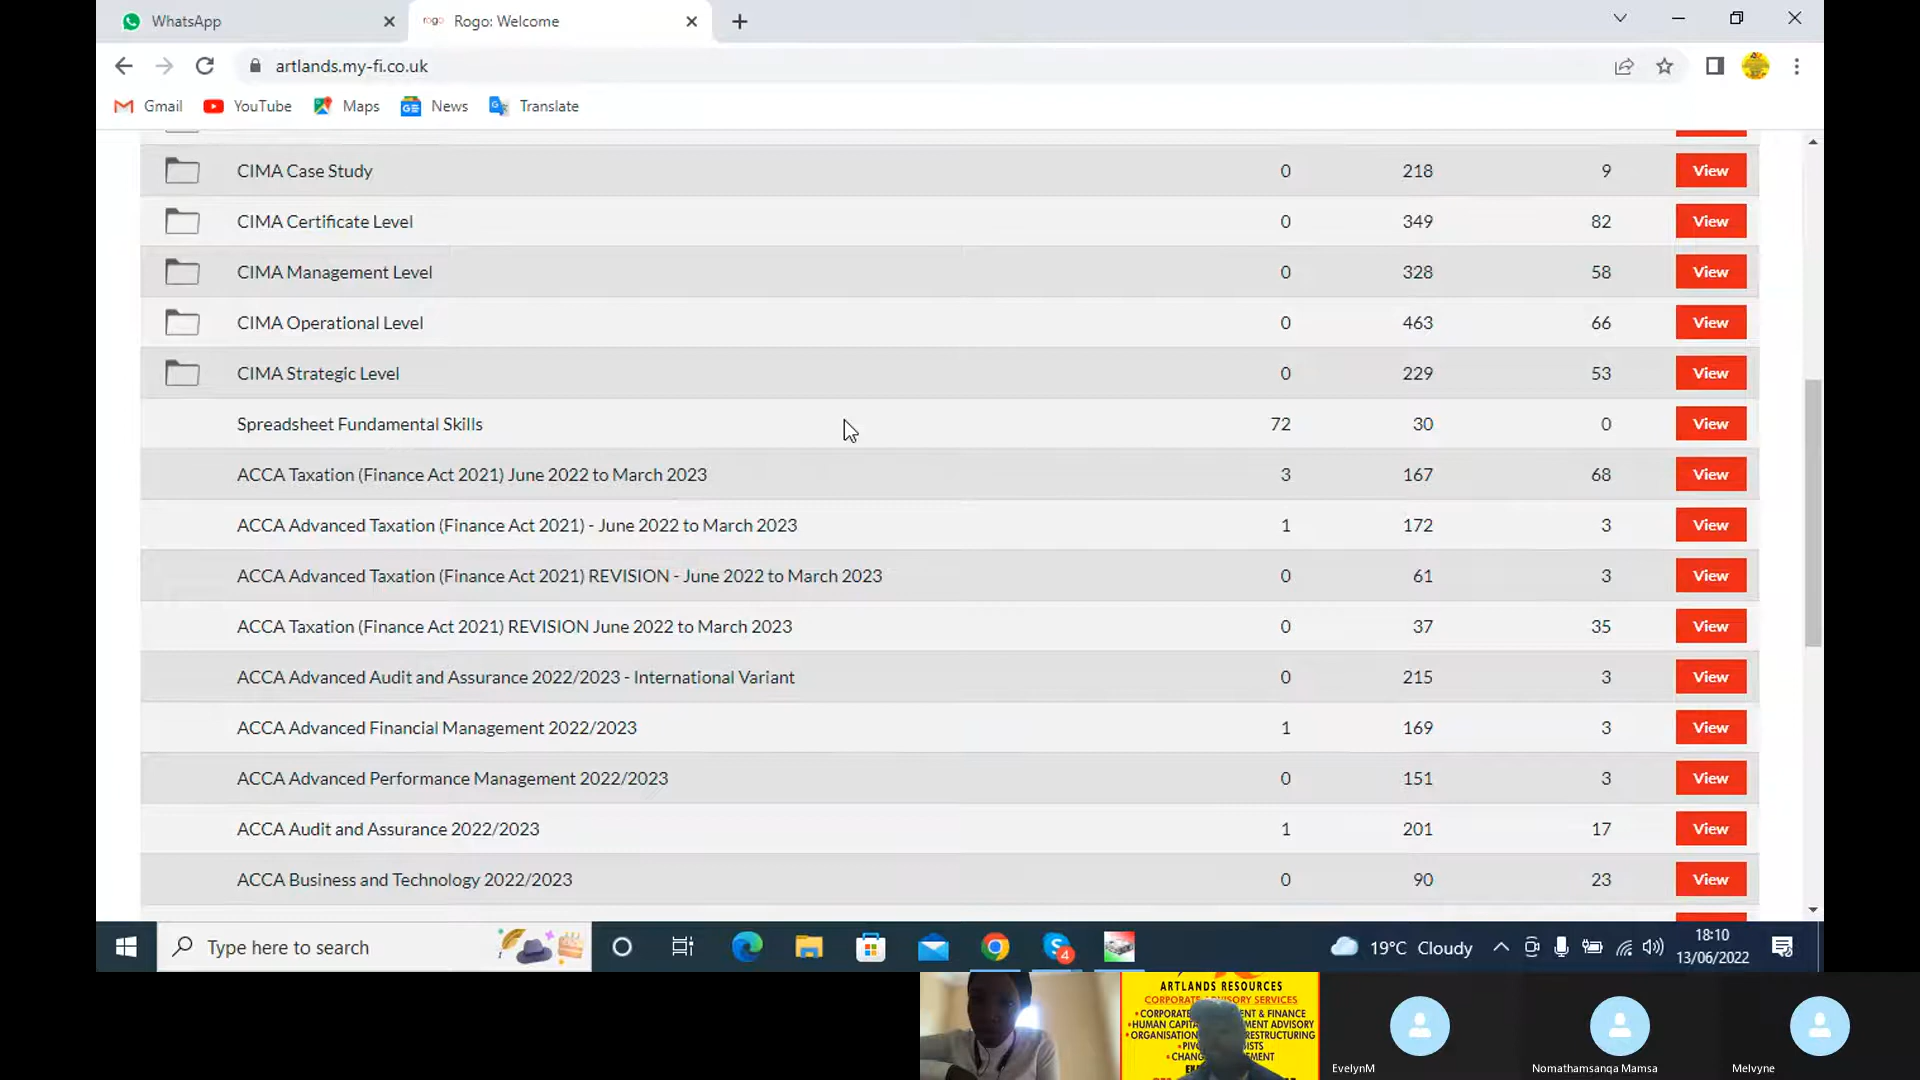 WhatsApp
rogo Rogo: Welcome
artlands.my-fi.co.uk
Gmail YouTube Maps News Translate
CIMA Case Study 0 218 9 View
CIMA Certificate Level 0 349 82 View
CIMA Management Level 0 328 58 View
CIMA Operational Level 0 463 66 View
CIMA Strategic Level 0 229 53 View
Spreadsheet Fundamental Skills 72 30 0 View
ACCA Taxation (Finance Act 2021) June 2022 to March 2023 3 167 68 View
ACCA Advanced Taxation (Finance Act 2021) - June 2022 to March 2023 1 172 3 View
ACCA Advanced Taxation (Finance Act 2021) REVISION - June 2022 to March 2023 0 61 3 View
ACCA Taxation (Finance Act 2021) REVISION June 2022 to March 2023 0 37 35 View
ACCA Advanced Audit and Assurance 2022/2023 - International Variant 0 215 3 View
ACCA Advanced Financial Management 2022/2023 1 169 3 View
ACCA Advanced Performance Management 2022/2023 0 151 3 View
ACCA Audit and Assurance 2022/2023 1 201 17 View
ACCA Business and Technology 2022/2023 0 90 23 View
Type here to search
4
19°C Cloudy
18:10
13/06/2022
ARTLANDS RESOURCES
CORPORATE ADVISORY SERVICES
EvelynM
Nomathamsanqa Mamsa
Melvyne